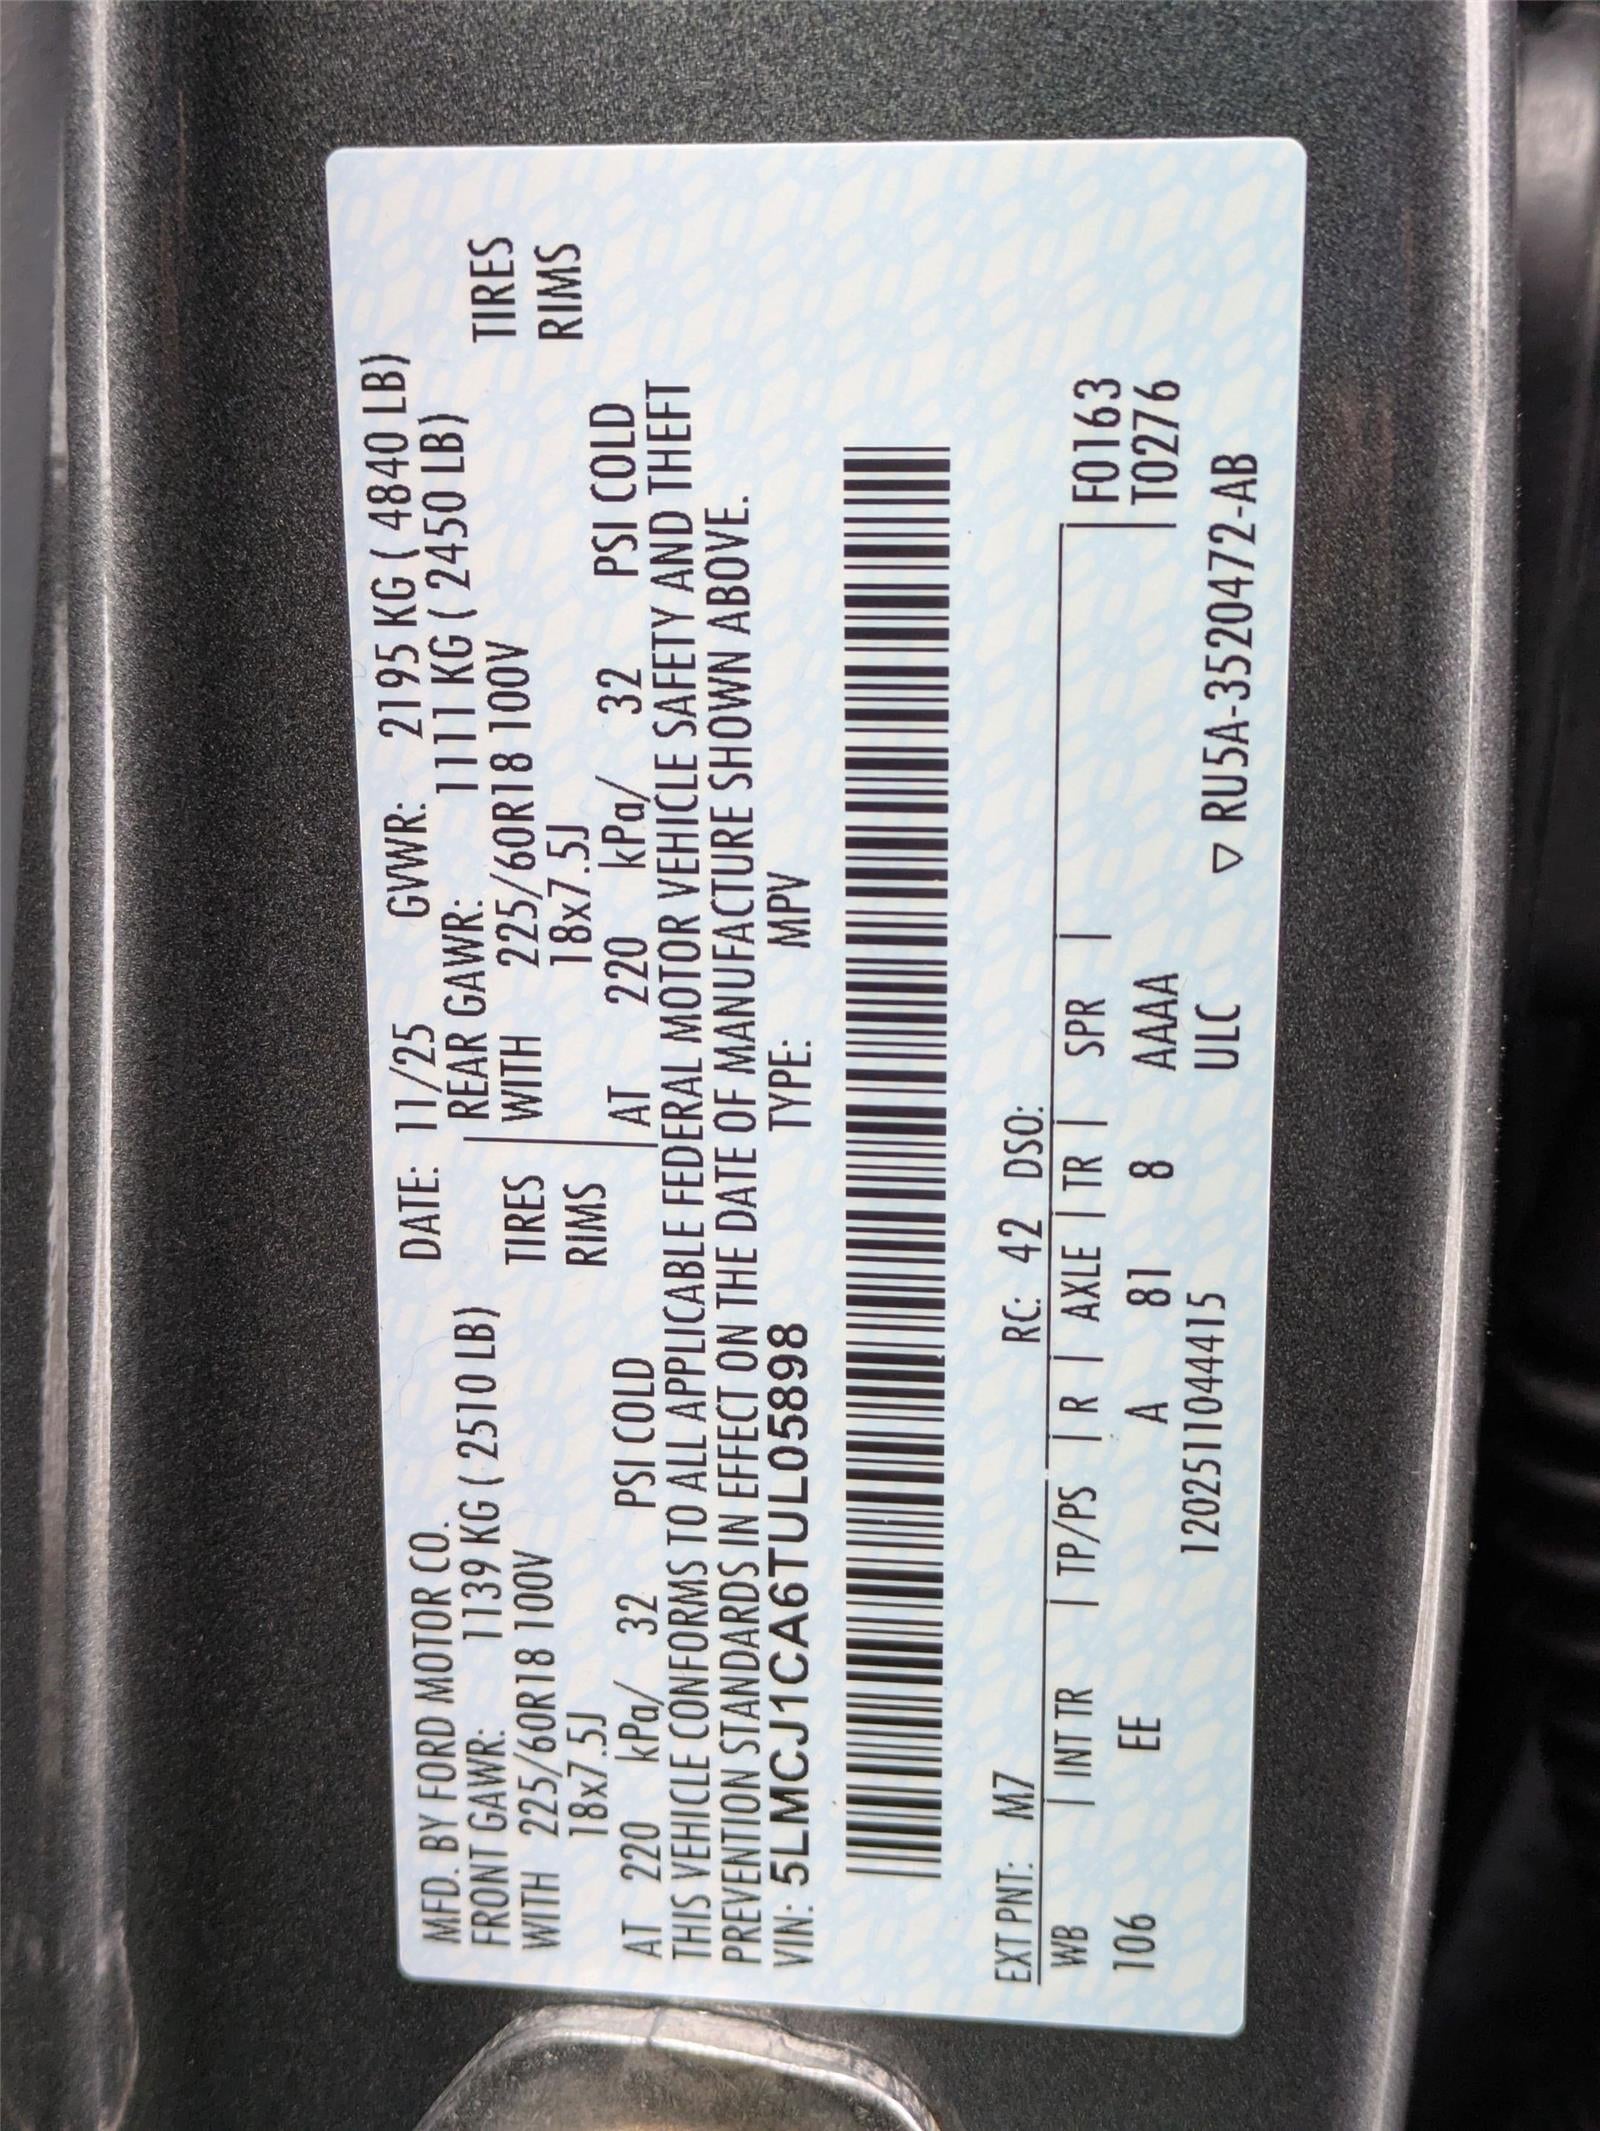 MFD. BY FORD MOTOR CO. DATE: 11/25 GVWR: 2195 KG ( 4840 LB)
FRONT GAWR: 1139 KG ( 2510 LB) REAR GAWR: 1111 KG ( 2450 LB)
WITH 225/60R18 100V TIRES WITH 225/60R18 100V TIRES
18x7.5J RIMS 18x7.5J RIMS
AT 220 kPa/ 32 PSI COLD AT 220 kPa/ 32 PSI COLD
THIS VEHICLE CONFORMS TO ALL APPLICABLE FEDERAL MOTOR VEHICLE SAFETY AND THEFT
PREVENTION STANDARDS IN EFFECT ON THE DATE OF MANUFACTURE SHOWN ABOVE.
VIN: 5LMCJ1CA6TUL05898 TYPE: MPV
EXT PNT: M7 RC: 42 DSO:
WB | INT TR | TP/PS | R | AXLE | TR | SPR | F0163
106 EE A 81 8 AAAA T0276
120251104415 ULC ▽ RU5A-3520472-AB